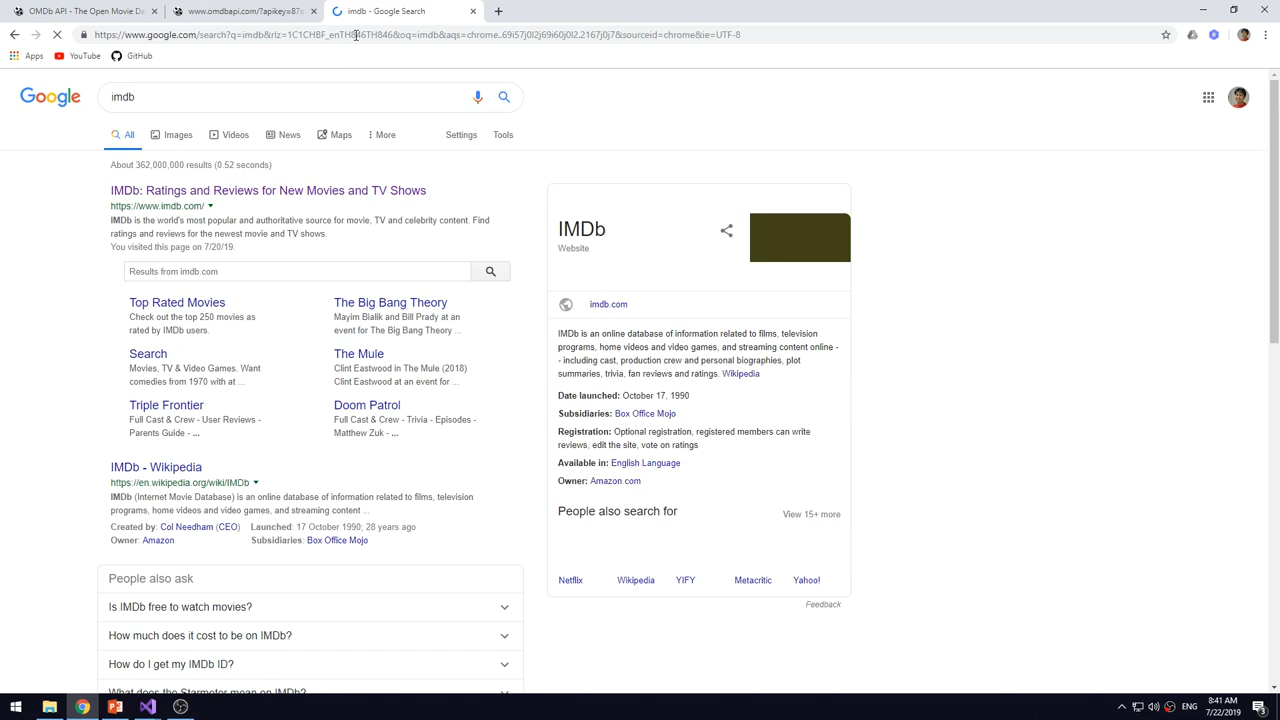 OMDb API - The Open Movie Da
www.omdbapi.com/?apikey=87a
imdb - Google Search
https://www.google.com/search?q=imdb&rlz=1C1CHBF_enTH846TH846&oq=imdb&aqs=chrome..69i57j0l2j69i60j0l2.2167j0j7&sourceid=chrome&ie=UTF-8
Apps
YouTube
GitHub
Google
imdb
All
Images
Videos
News
Maps
More
Settings
Tools
About 362,000,000 results (0.52 seconds)
IMDb: Ratings and Reviews for New Movies and TV Shows
https://www.imdb.com/
IMDb is the world's most popular and authoritative source for movie, TV and celebrity content. Find
ratings and reviews for the newest movie and TV shows.
You visited this page on 7/20/19.
Results from imdb.com
Top Rated Movies
Check out the top 250 movies as
rated by IMDb users.
The Big Bang Theory
Mayim Bialik and Bill Prady at an
event for The Big Bang Theory ...
Search
Movies, TV & Video Games. Want
comedies from 1970 with at ...
The Mule
Clint Eastwood in The Mule (2018)
Clint Eastwood at an event for ...
Triple Frontier
Full Cast & Crew - User Reviews -
Parents Guide - ...
Doom Patrol
Full Cast & Crew - Trivia - Episodes -
Matthew Zuk - ...
IMDb - Wikipedia
https://en.wikipedia.org/wiki/IMDb
IMDb (Internet Movie Database) is an online database of information related to films, television
programs, home videos and video games, and streaming content ...
Created by: Col Needham (CEO) Launched: 17 October 1990; 28 years ago
Owner: Amazon Subsidiaries: Box Office Mojo
People also ask
Is IMDb free to watch movies?
How much does it cost to be on IMDb?
How do I get my IMDb ID?
What does the Starmeter mean on IMDb?
IMDb
Website
imdb.com
IMDb is an online database of information related to films, television
programs, home videos and video games, and streaming content online -
- including cast, production crew and personal biographies, plot
summaries, trivia, fan reviews and ratings. Wikipedia
Date launched: October 17, 1990
Subsidiaries: Box Office Mojo
Registration: Optional registration, registered members can write
reviews, edit the site, vote on ratings
Available in: English Language
Owner: Amazon.com
People also search for
View 15+ more
Netflix
Wikipedia
YIFY
Metacritic
Yahoo!
Feedback
ENG
8:41 AM
7/22/2019
3